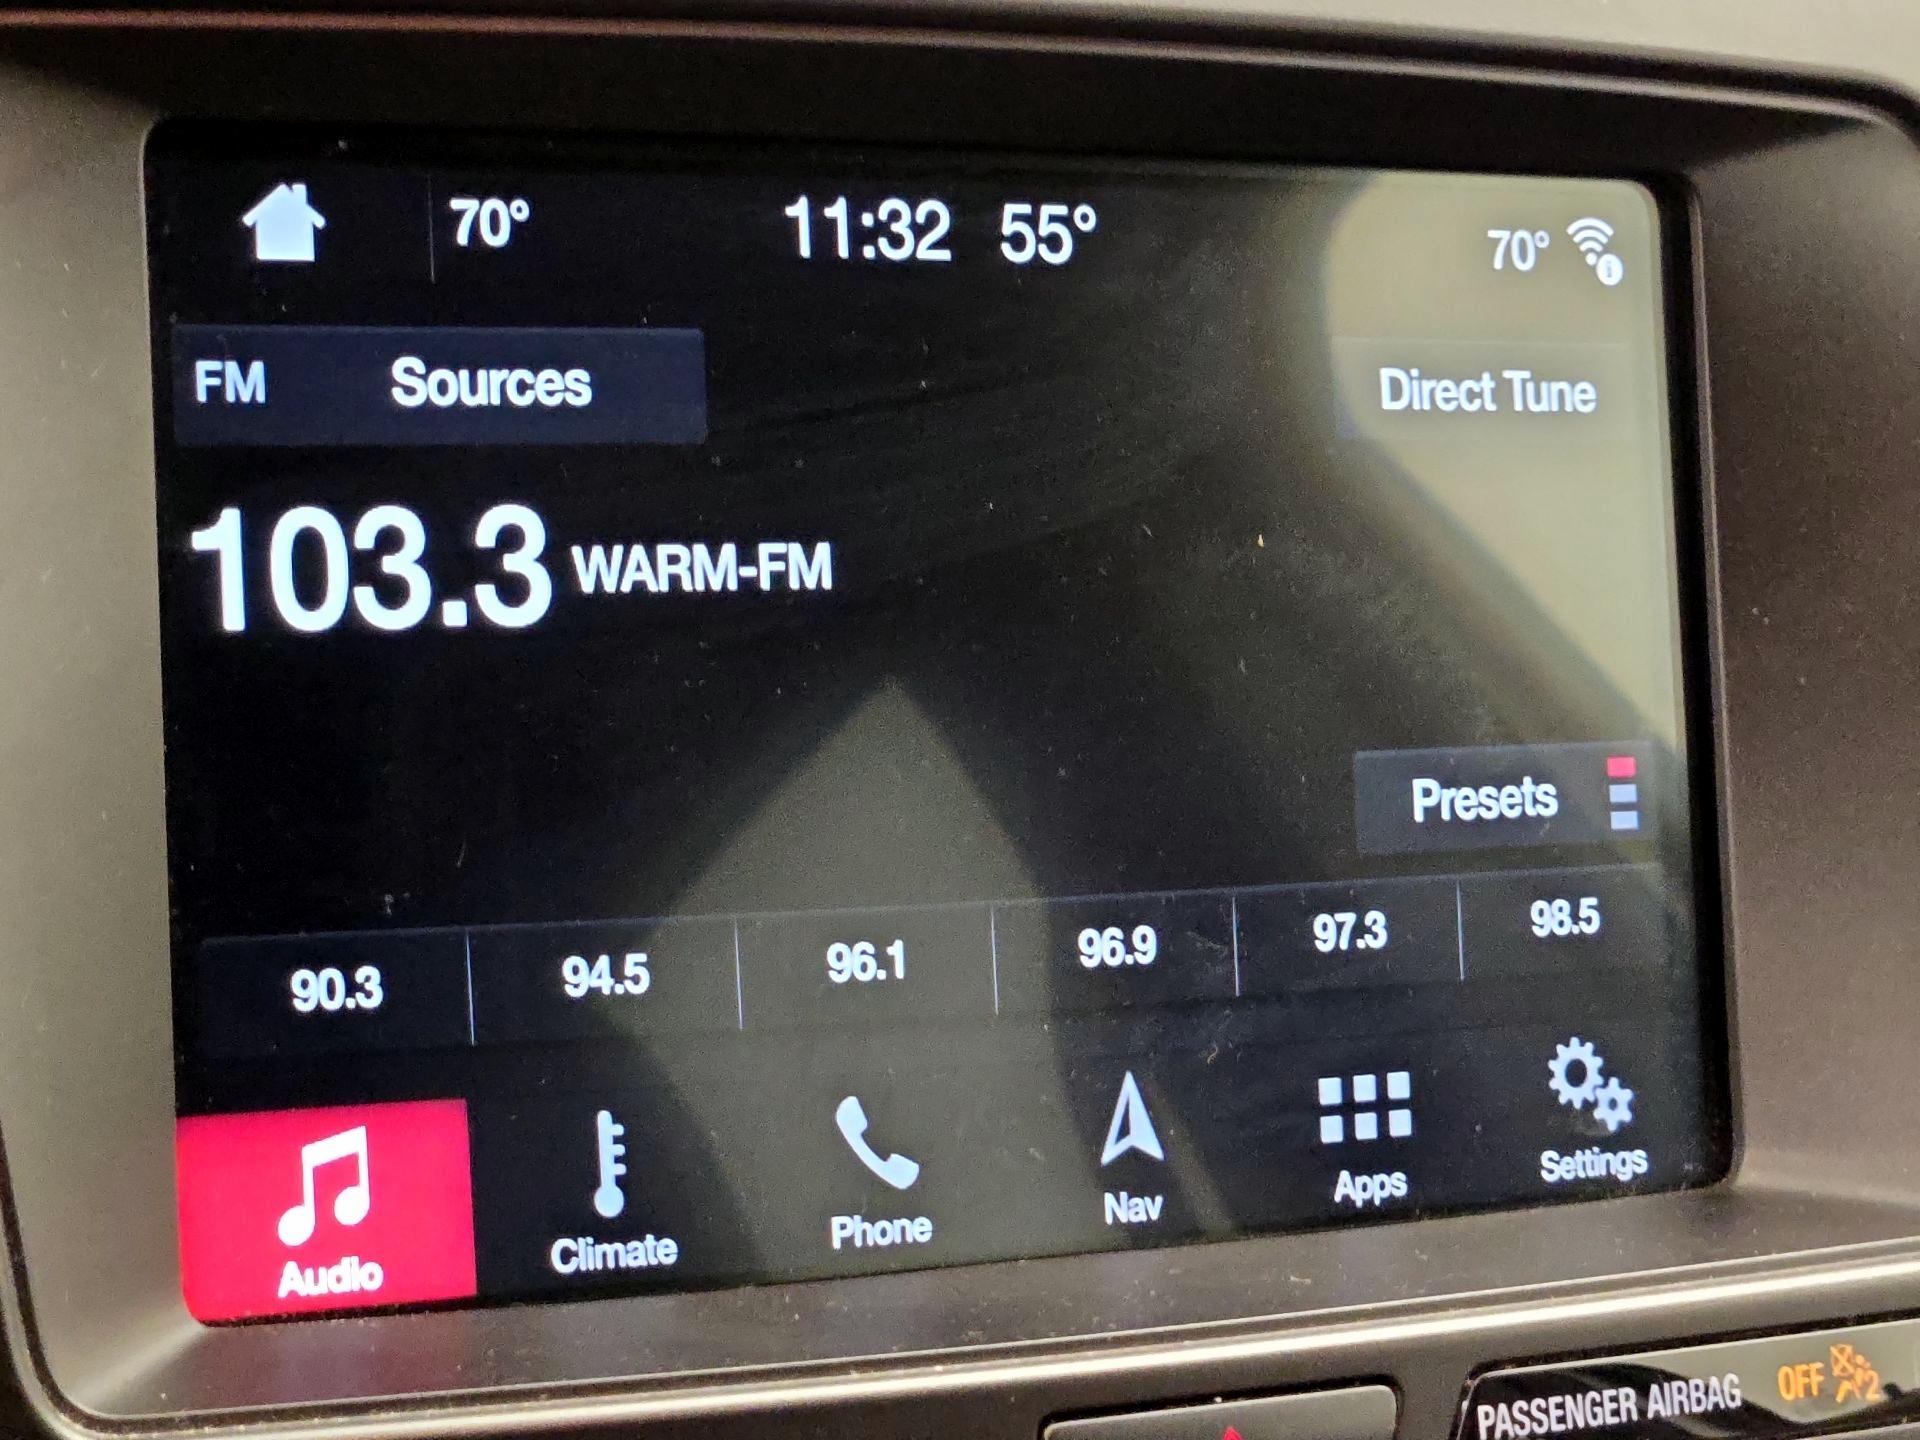 70° 11:32 55° 70°
FM Sources Direct Tune
103.3 WARM-FM
Presets
90.3 94.5 96.1 96.9 97.3 98.5
Audio Climate Phone Nav Apps Settings
PASSENGER AIRBAG OFF 2